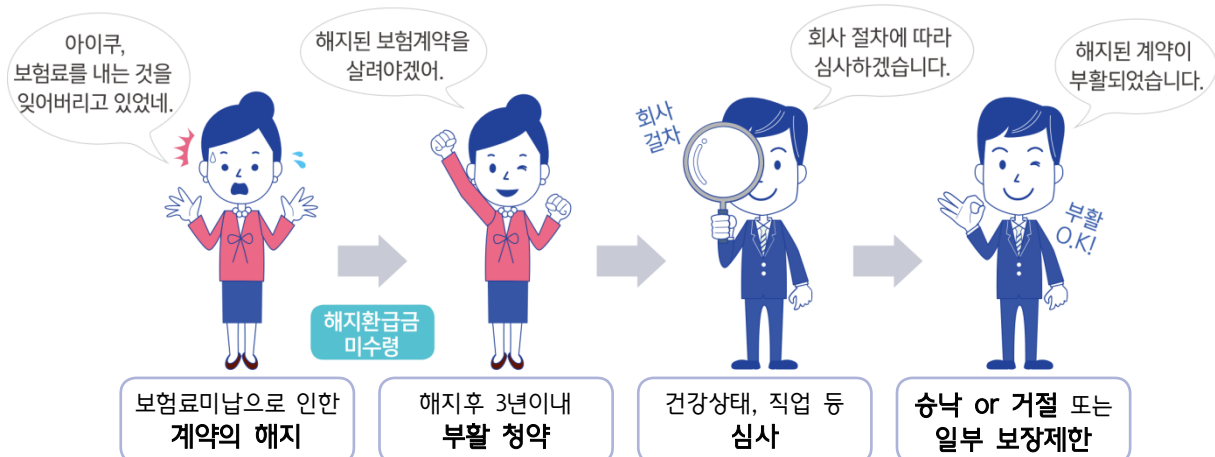 아이쿠,
보험료를 내는 것을
잊어버리고 있었네.
해지된 보험계약을
살려야겠어.
회사 절차에 따라
심사하겠습니다.
해지된 계약이
부활되었습니다.
회사
절차
부활
O.K!
해지환급금
미수령
보험료미납으로 인한
계약의 해지
해지후 3년이내
부활 청약
건강상태, 직업 등
심사
승낙 or 거절 또는
일부 보장제한